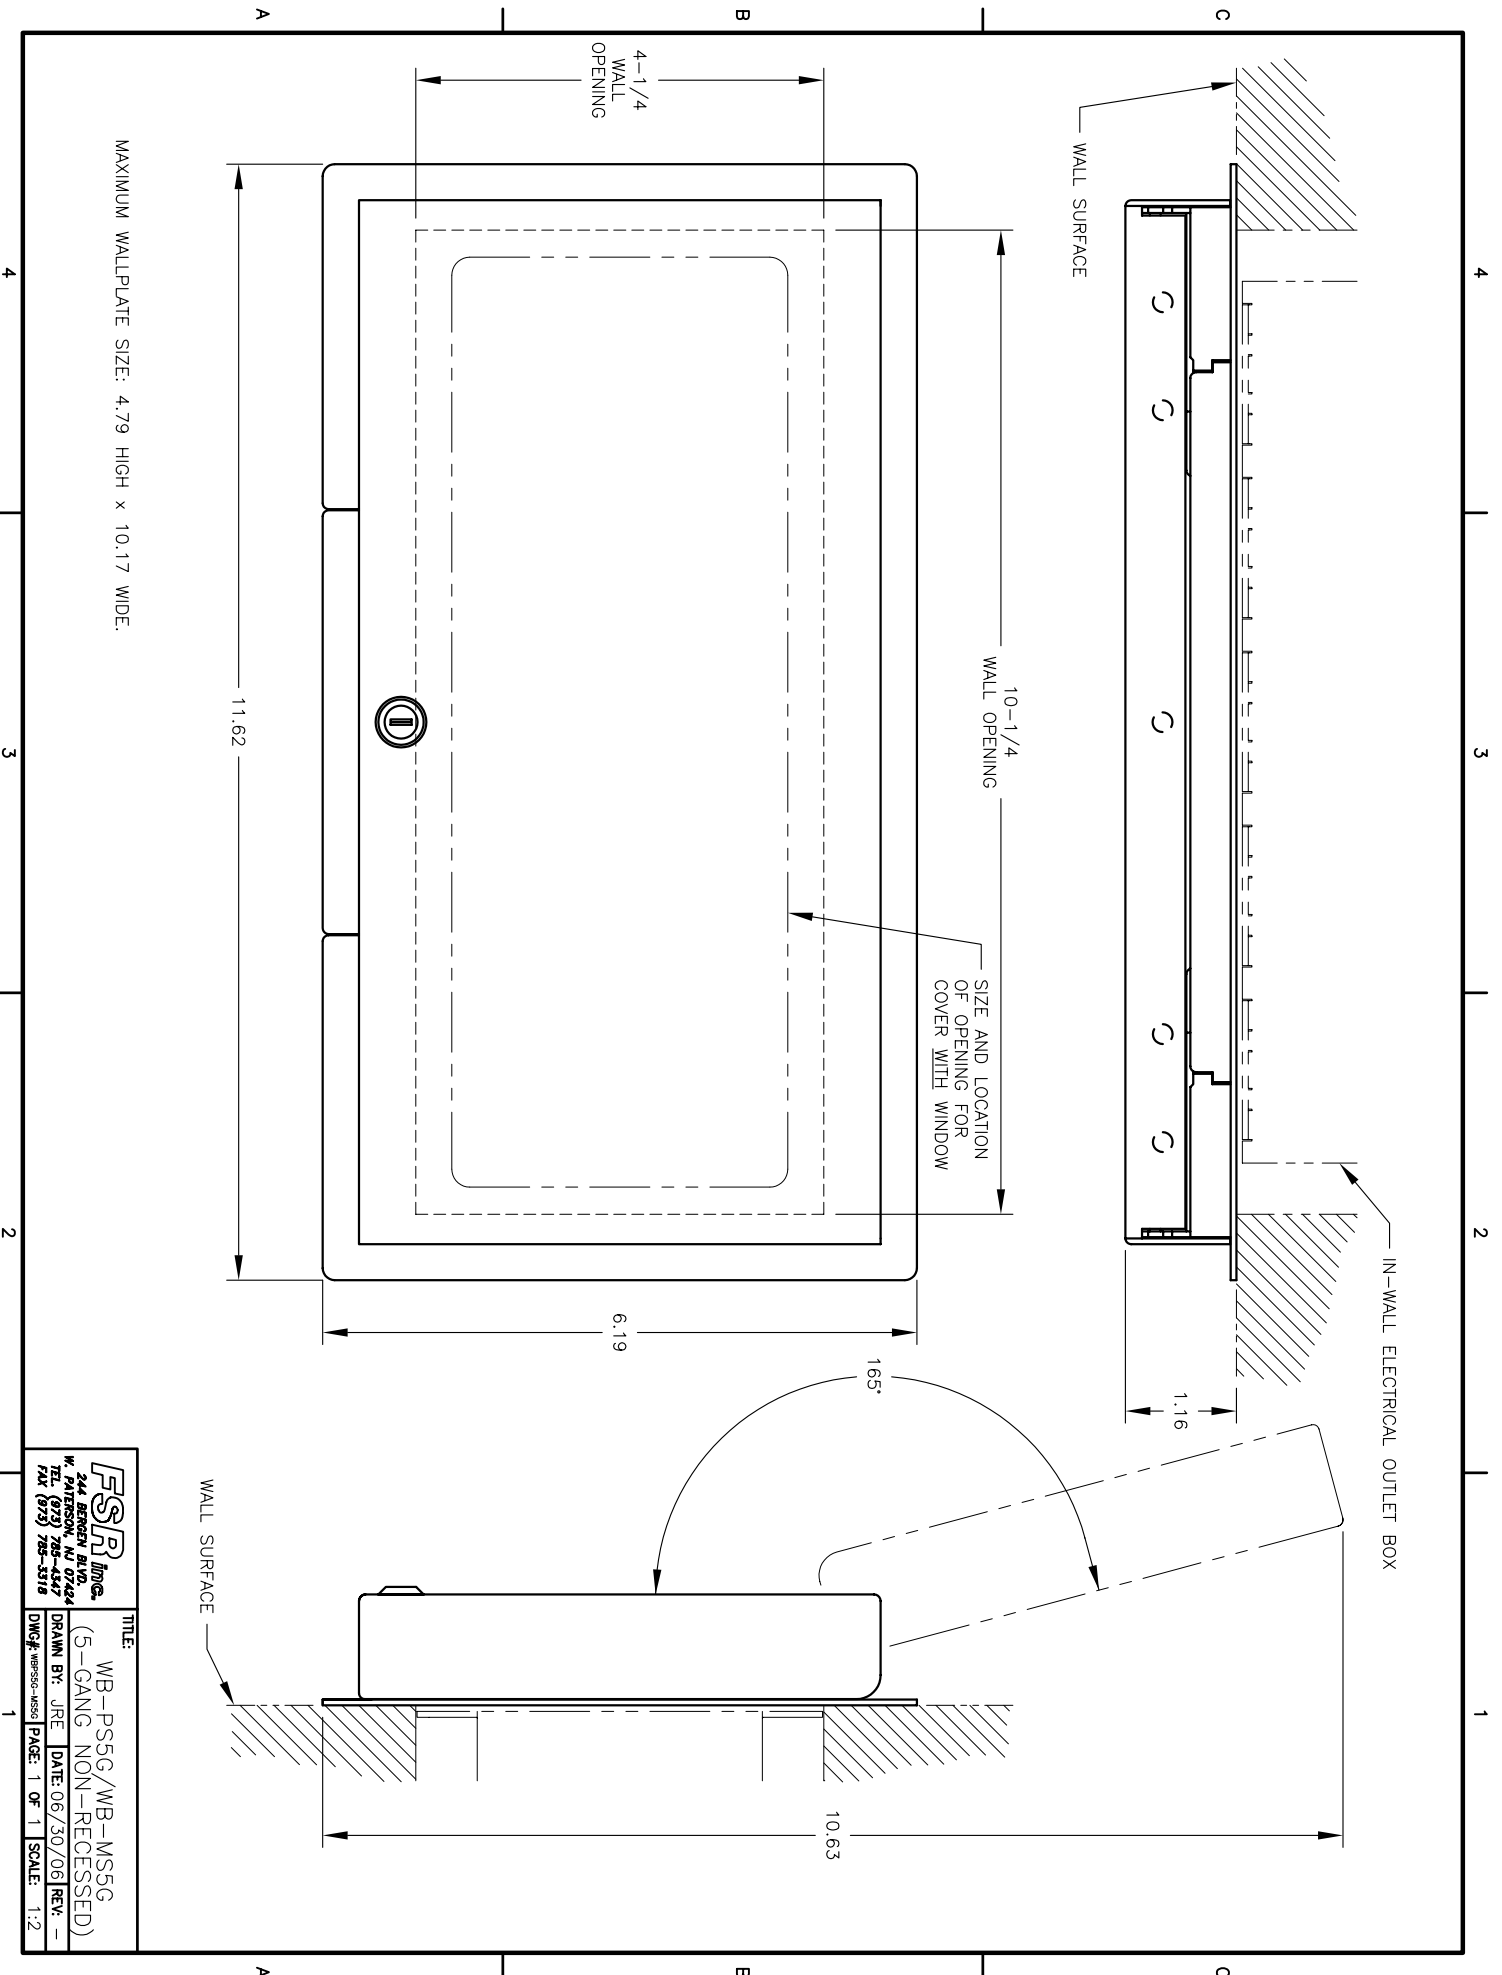 4
3
2
1
C
B
A
WALL SURFACE
IN-WALL ELECTRICAL OUTLET BOX
1.16
4-1/4
WALL
OPENING
10-1/4
WALL OPENING
SIZE AND LOCATION
OF OPENING FOR
COVER WITH WINDOW
6.19
165°
11.62
10.63
WALL SURFACE
MAXIMUM WALLPLATE SIZE: 4.79 HIGH x 10.17 WIDE.
FSR inc.
244 BERGEN BLVD.
W. PATERSON, NJ 07424
TEL. (973) 785-4347
FAX (973) 785-3318
TITLE:
WB-PS5G/WB-MS5G
(5-GANG NON-RECESSED)
DRAWN BY: JRE DATE: 06/30/06 REV: -
DWG#: WBPS5G-MS5G PAGE: 1 OF 1 SCALE: 1:2
C
B
A
4
3
2
1